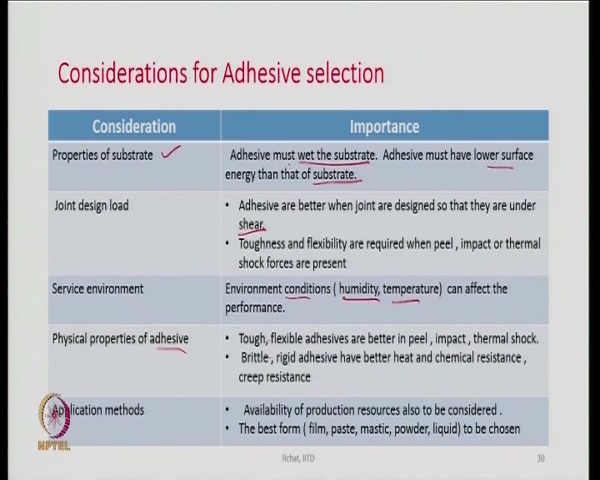 Considerations for Adhesive selection
Consideration
Importance
Properties of substrate
Adhesive must wet the substrate. Adhesive must have lower surface
energy than that of substrate.
Joint design load
• Adhesive are better when joint are designed so that they are under
shear.
• Toughness and flexibility are required when peel , impact or thermal
shock forces are present
Service environment
Environment conditions ( humidity, temperature) can affect the
performance.
Physical properties of adhesive
• Tough, flexible adhesives are better in peel , impact , thermal shock.
• Brittle , rigid adhesive have better heat and chemical resistance ,
creep resistance
Application methods
• Availability of production resources also to be considered .
• The best form ( film, paste, mastic, powder, liquid) to be chosen
NPTEL
Rchat, IITD
30